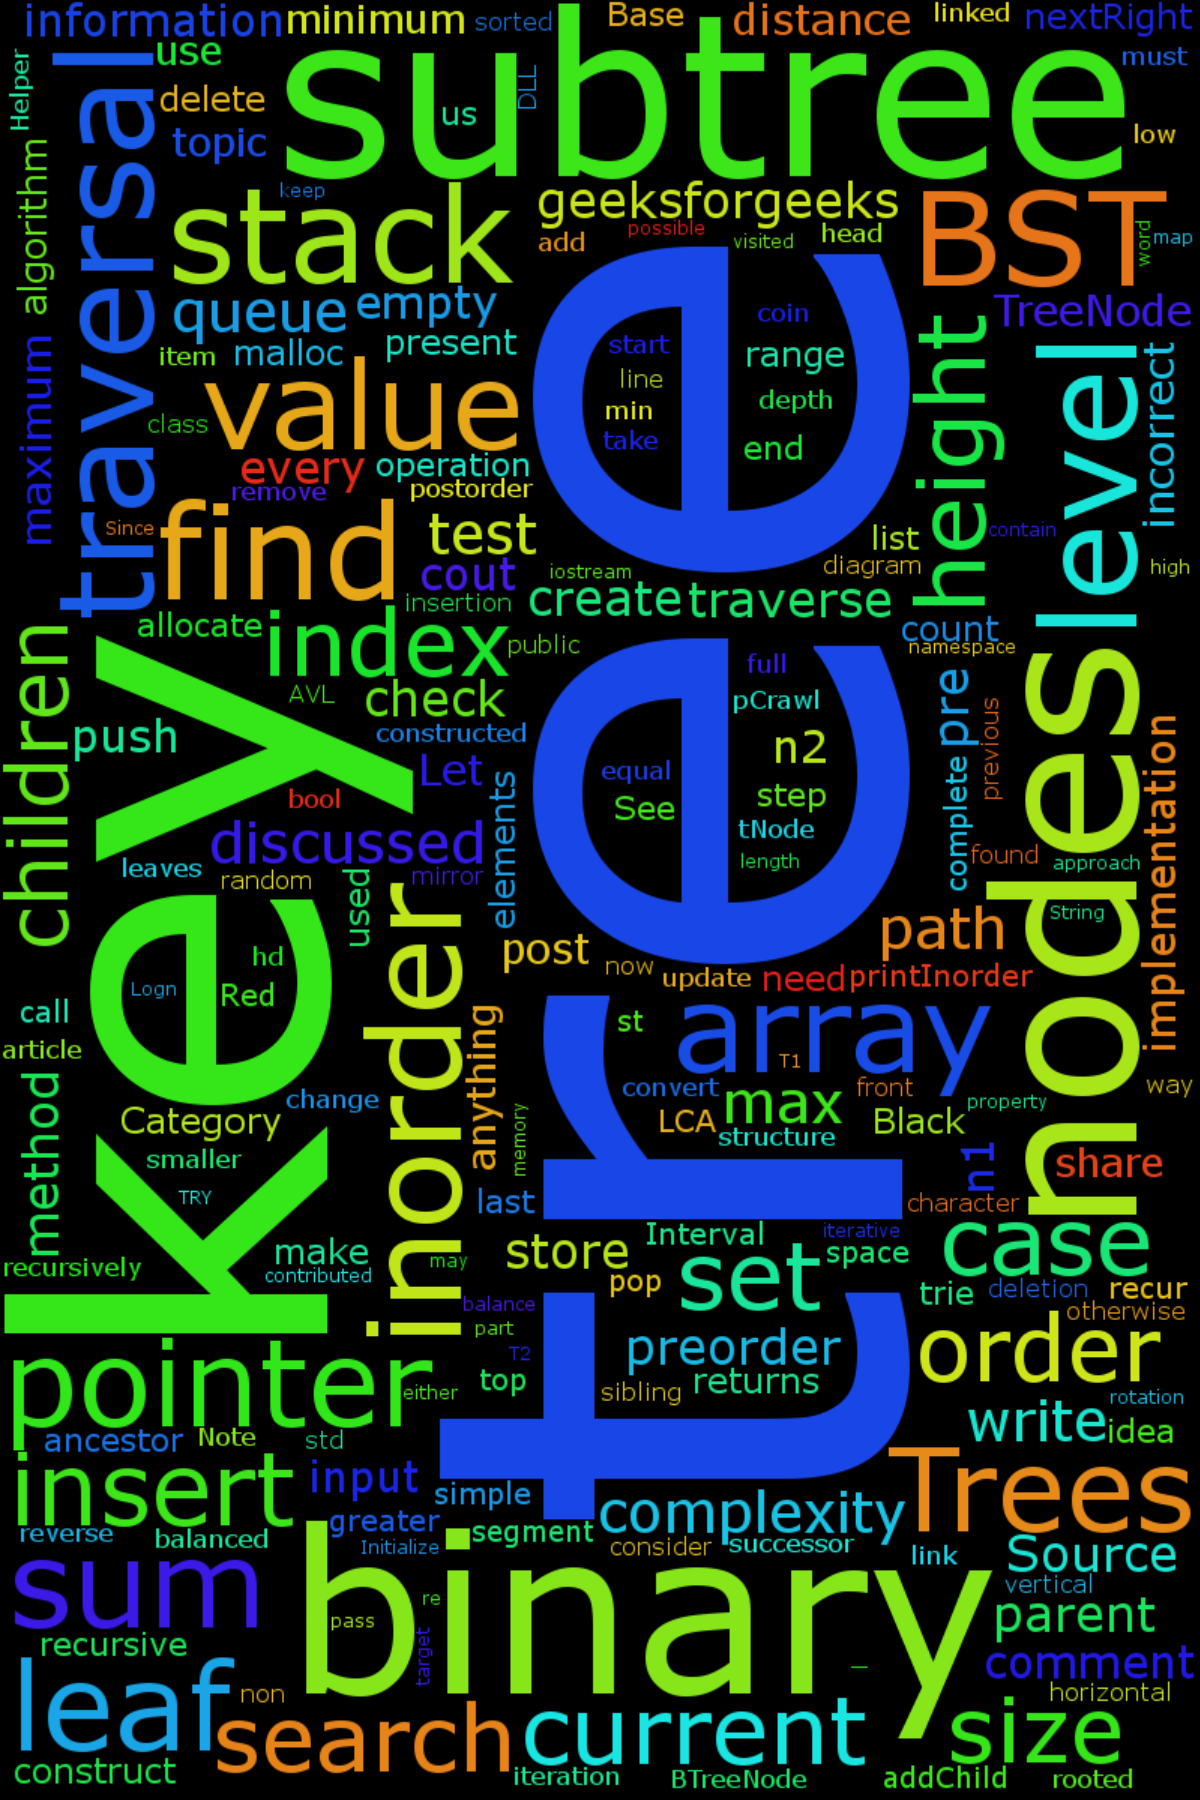 information
minimum
sorted
Base
distance
linked
nextRight
use
subtree
must
Helper
traversal
delete
us
DLL
topic
low
algorithm
keep
stack
geeksforgeeks
BST
word
map
add
possible
visited
head
queue
empty
TreeNode
item
malloc
present
coin
start
range
height
level
incorrect
maximum
line
value
min
depth
class
take
end
every
operation
remove
postorder
Since
find
test
list
contain
diagram
high
cout
iostream
insertion
create
traverse
allocate
index
public
count
namespace
children
key
AVL
check
full
pCrawl
pre
previous
nodes
push
constructed
n2
Let
equal
implementation
bool
elements
See
step
complete
tNode
discussed
length
found
approach
leaves
random
mirror
used
String
tree
inorder
post
path
hd
now
update
need
printInorder
Logn
Red
call
st
array
anything
article
T1
method
convert
front
way
change
max
property
Category
LCA
Black
memory
structure
smaller
n1
share
TRY
last
character
make
store
Interval
iterative
case
recursively
contributed
may
space
pop
set
trie
deletion
recur
balance
otherwise
part
order
pointer
T2
preorder
top
returns
either
sibling
rotation
ancestor
Note
std
write
idea
insert
input
Trees
simple
complexity
reverse
balanced
greater
segment
Initialize
consider
successor
link
Source
sum
binary
vertical
re
pass
parent
recursive
target
comment
leaf
non
_
horizontal
search
current
size
construct
iteration
BTreeNode
addChild
rooted